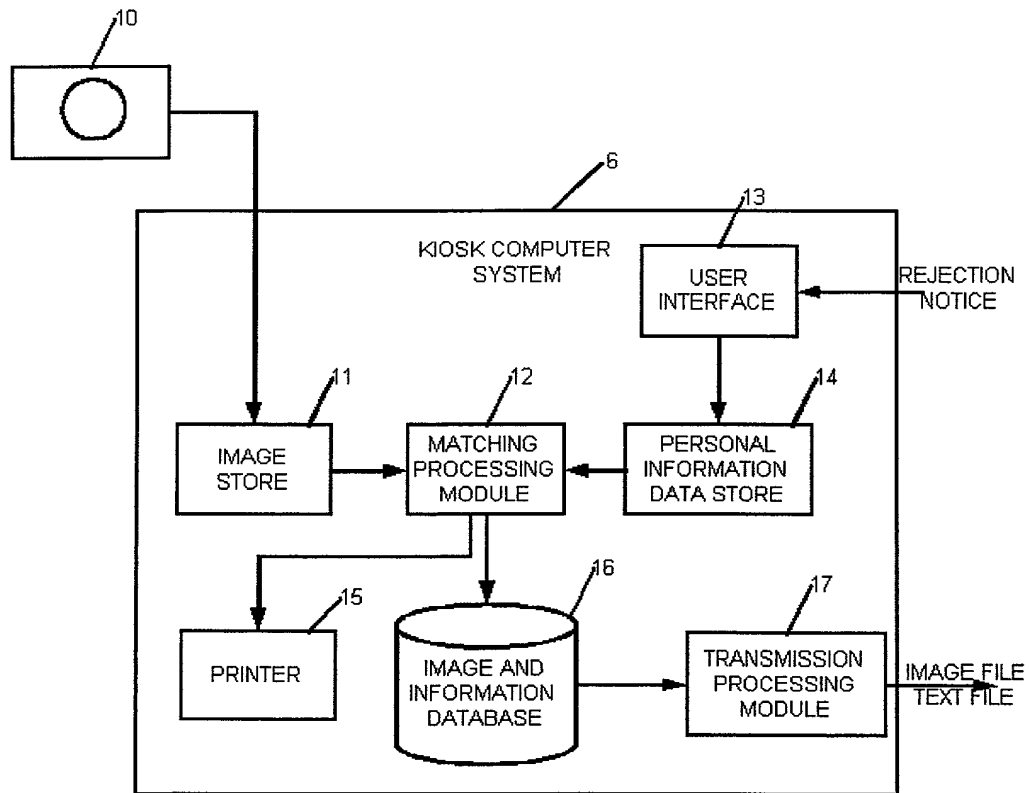 10
6
13
KIOSK COMPUTER
SYSTEM
USER
INTERFACE
REJECTION
NOTICE
11
12
14
IMAGE
STORE
MATCHING
PROCESSING
MODULE
PERSONAL
INFORMATION
DATA STORE
15
16
17
PRINTER
IMAGE AND
INFORMATION
DATABASE
TRANSMISSION
PROCESSING
MODULE
IMAGE FILE
TEXT FILE